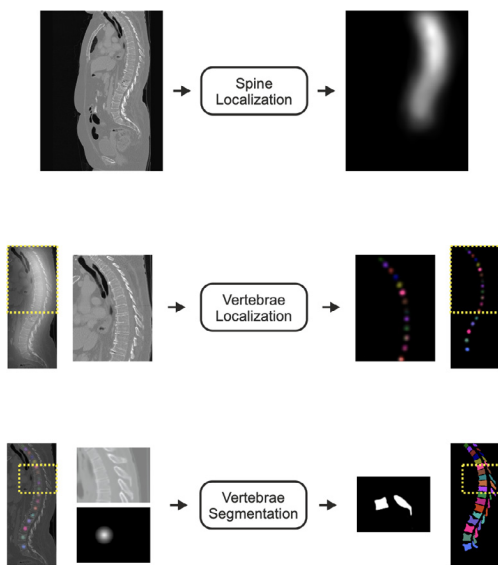 Spine
Localization
Vertebrae
Localization
Vertebrae
Segmentation